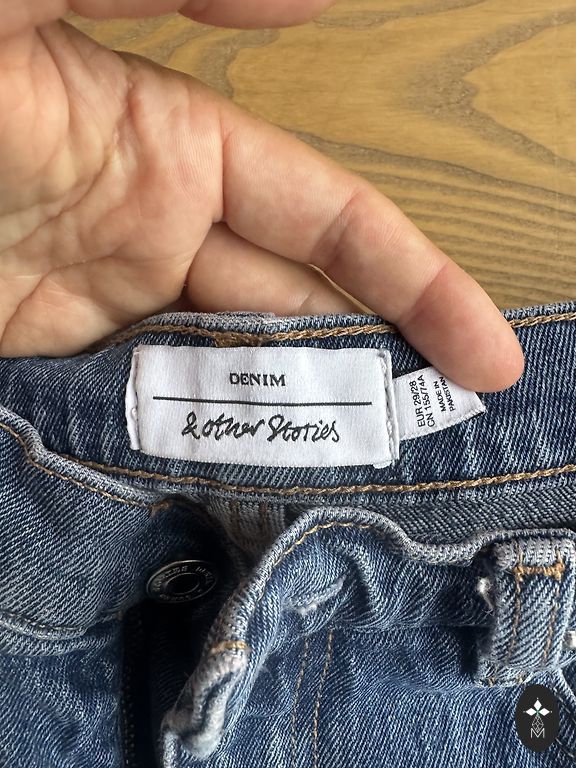 DENIM
& other Stories
EUR 29/28
CN 155/74A
MADE IN
PAKISTAN